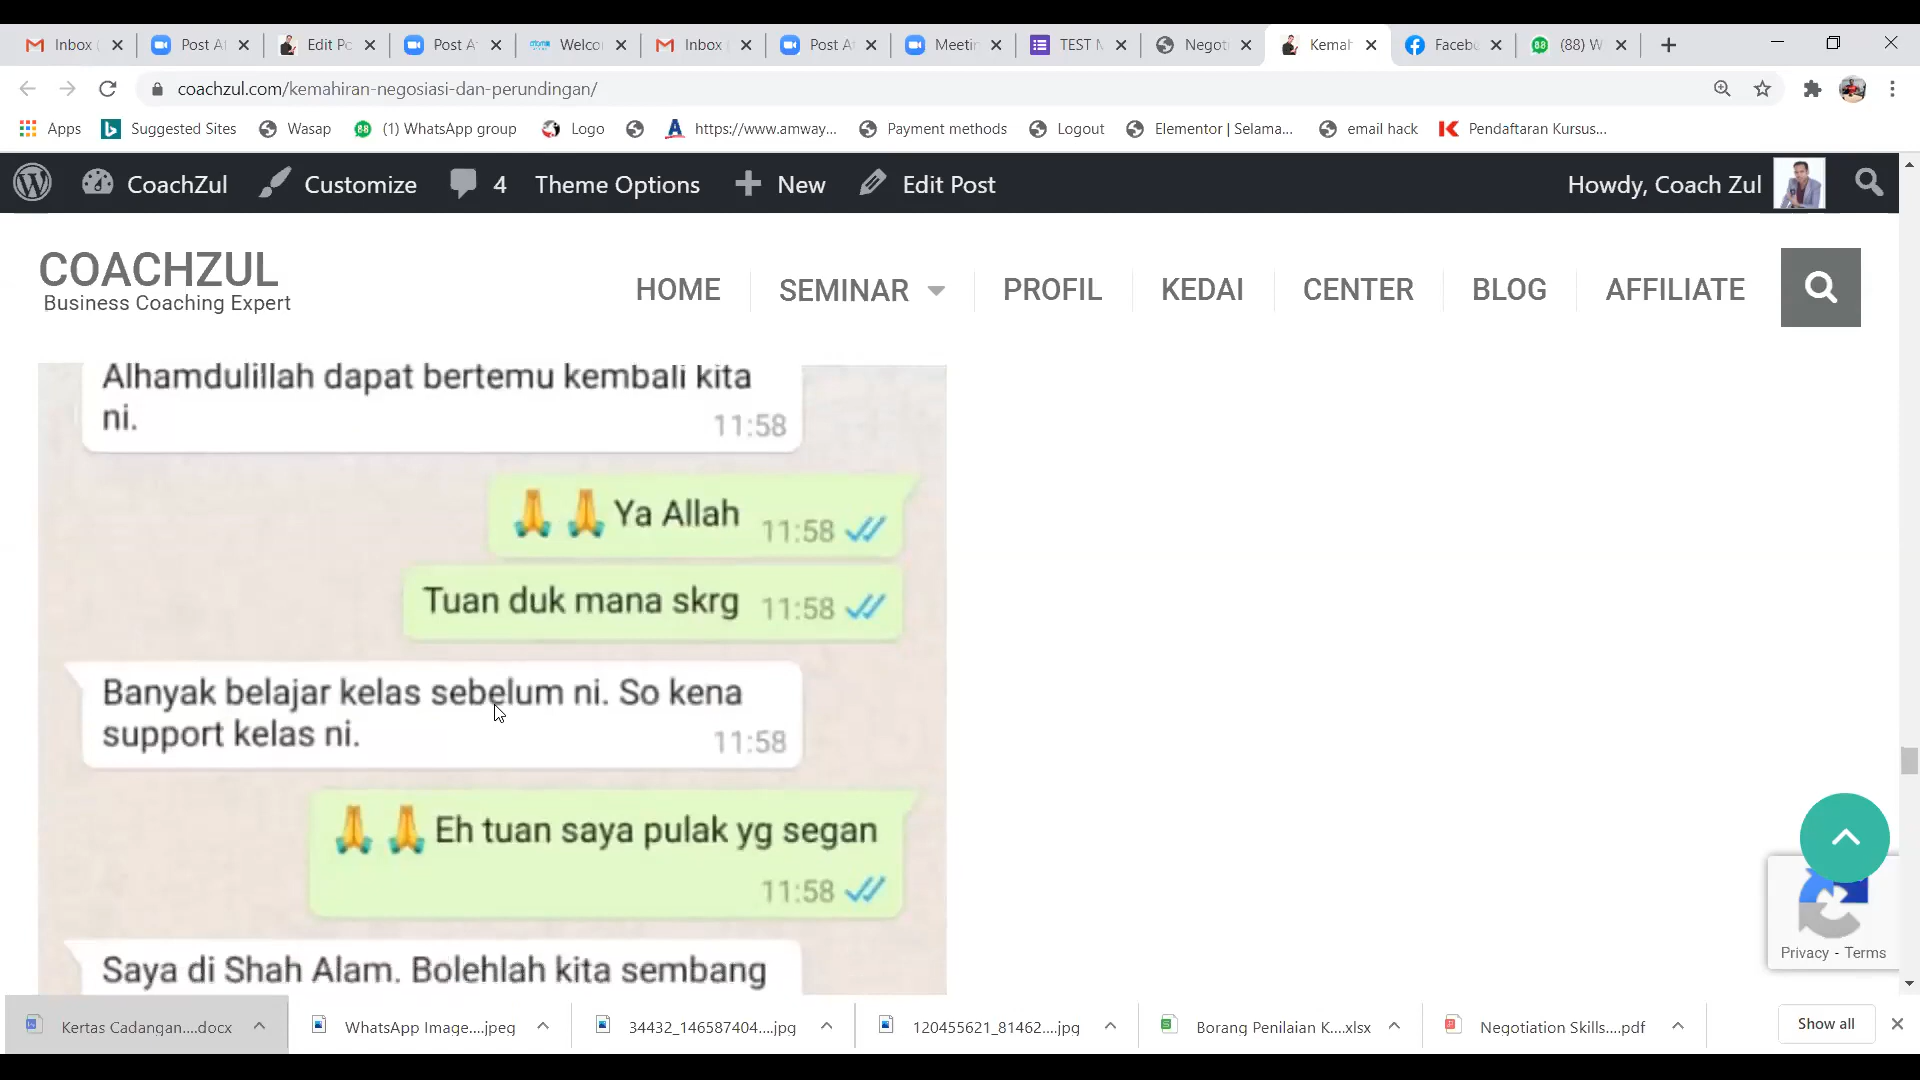 Inbox
Post A
Edit Po
Post A
Welco
Inbox
Post A
Meetin
TEST
Negot
Kemah
Faceb
(88) W
coachzul.com/kemahiran-negosiasi-dan-perundingan/
Apps
Suggested Sites
Wasap
(1) WhatsApp group
Logo
https://www.amway...
Payment methods
Logout
Elementor | Selama...
email hack
Pendaftaran Kursus...
CoachZul
Customize
4
Theme Options
New
Edit Post
Howdy, Coach Zul
COACHZUL
Business Coaching Expert
HOME
SEMINAR
PROFIL
KEDAI
CENTER
BLOG
AFFILIATE
Alhamdulillah dapat bertemu kembali kita
ni.
11:58
🙏 🙏 Ya Allah 11:58
Tuan duk mana skrg 11:58
Banyak belajar kelas sebelum ni. So kena
support kelas ni.
11:58
🙏 🙏 Eh tuan saya pulak yg segan
11:58
Saya di Shah Alam. Bolehlah kita sembang
Privacy - Terms
Kertas Cadangan....docx
WhatsApp Image....jpeg
34432_146587404....jpg
120455621_81462....jpg
Borang Penilaian K....xlsx
Negotiation Skills....pdf
Show all